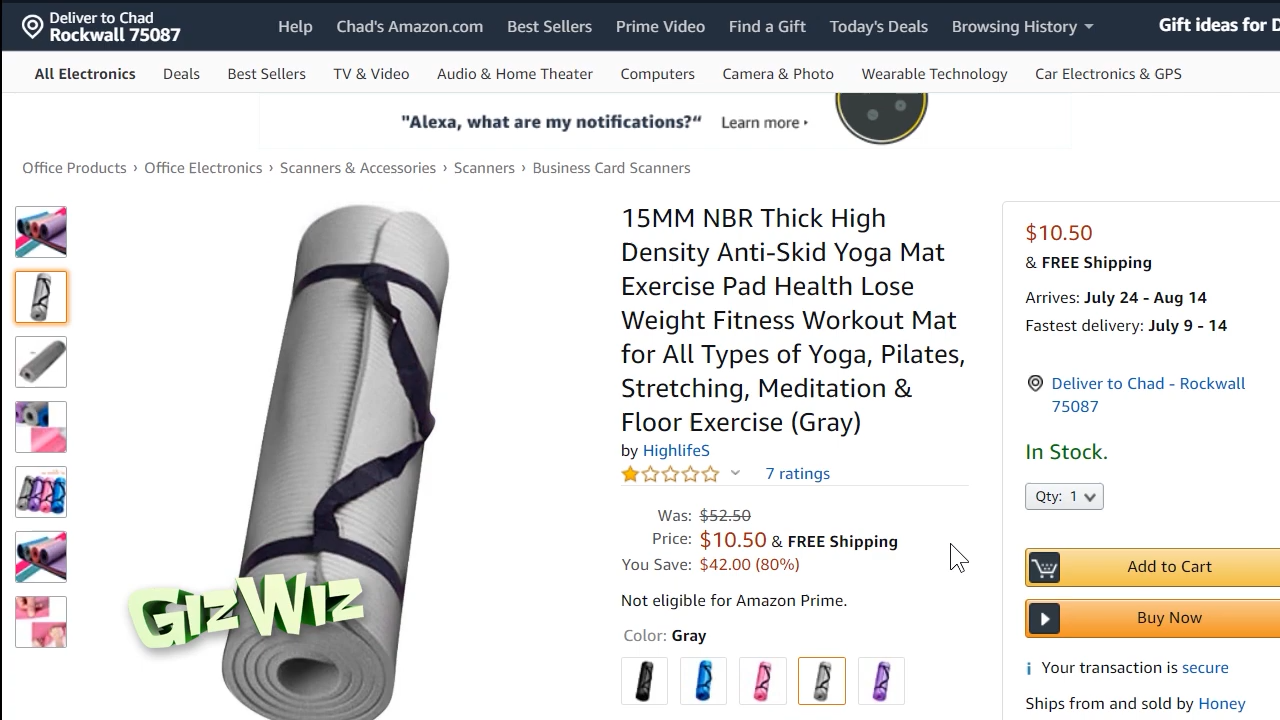 Deliver to Chad
Rockwall 75087
Help Chad's Amazon.com Best Sellers Prime Video Find a Gift Today's Deals Browsing History
Gift ideas for D
All Electronics Deals Best Sellers TV & Video Audio & Home Theater Computers Camera & Photo Wearable Technology Car Electronics & GPS
"Alexa, what are my notifications?“ Learn more
Office Products › Office Electronics › Scanners & Accessories › Scanners › Business Card Scanners
15MM NBR Thick High
Density Anti-Skid Yoga Mat
Exercise Pad Health Lose
Weight Fitness Workout Mat
for All Types of Yoga, Pilates,
Stretching, Meditation &
Floor Exercise (Gray)
by HighlifeS
7 ratings
Was: $52.50
Price: $10.50 & FREE Shipping
You Save: $42.00 (80%)
Not eligible for Amazon Prime.
Color: Gray
GizWiz
$10.50
& FREE Shipping
Arrives: July 24 - Aug 14
Fastest delivery: July 9 - 14
Deliver to Chad - Rockwall
75087
In Stock.
Qty: 1
Add to Cart
Buy Now
Your transaction is secure
Ships from and sold by Honey